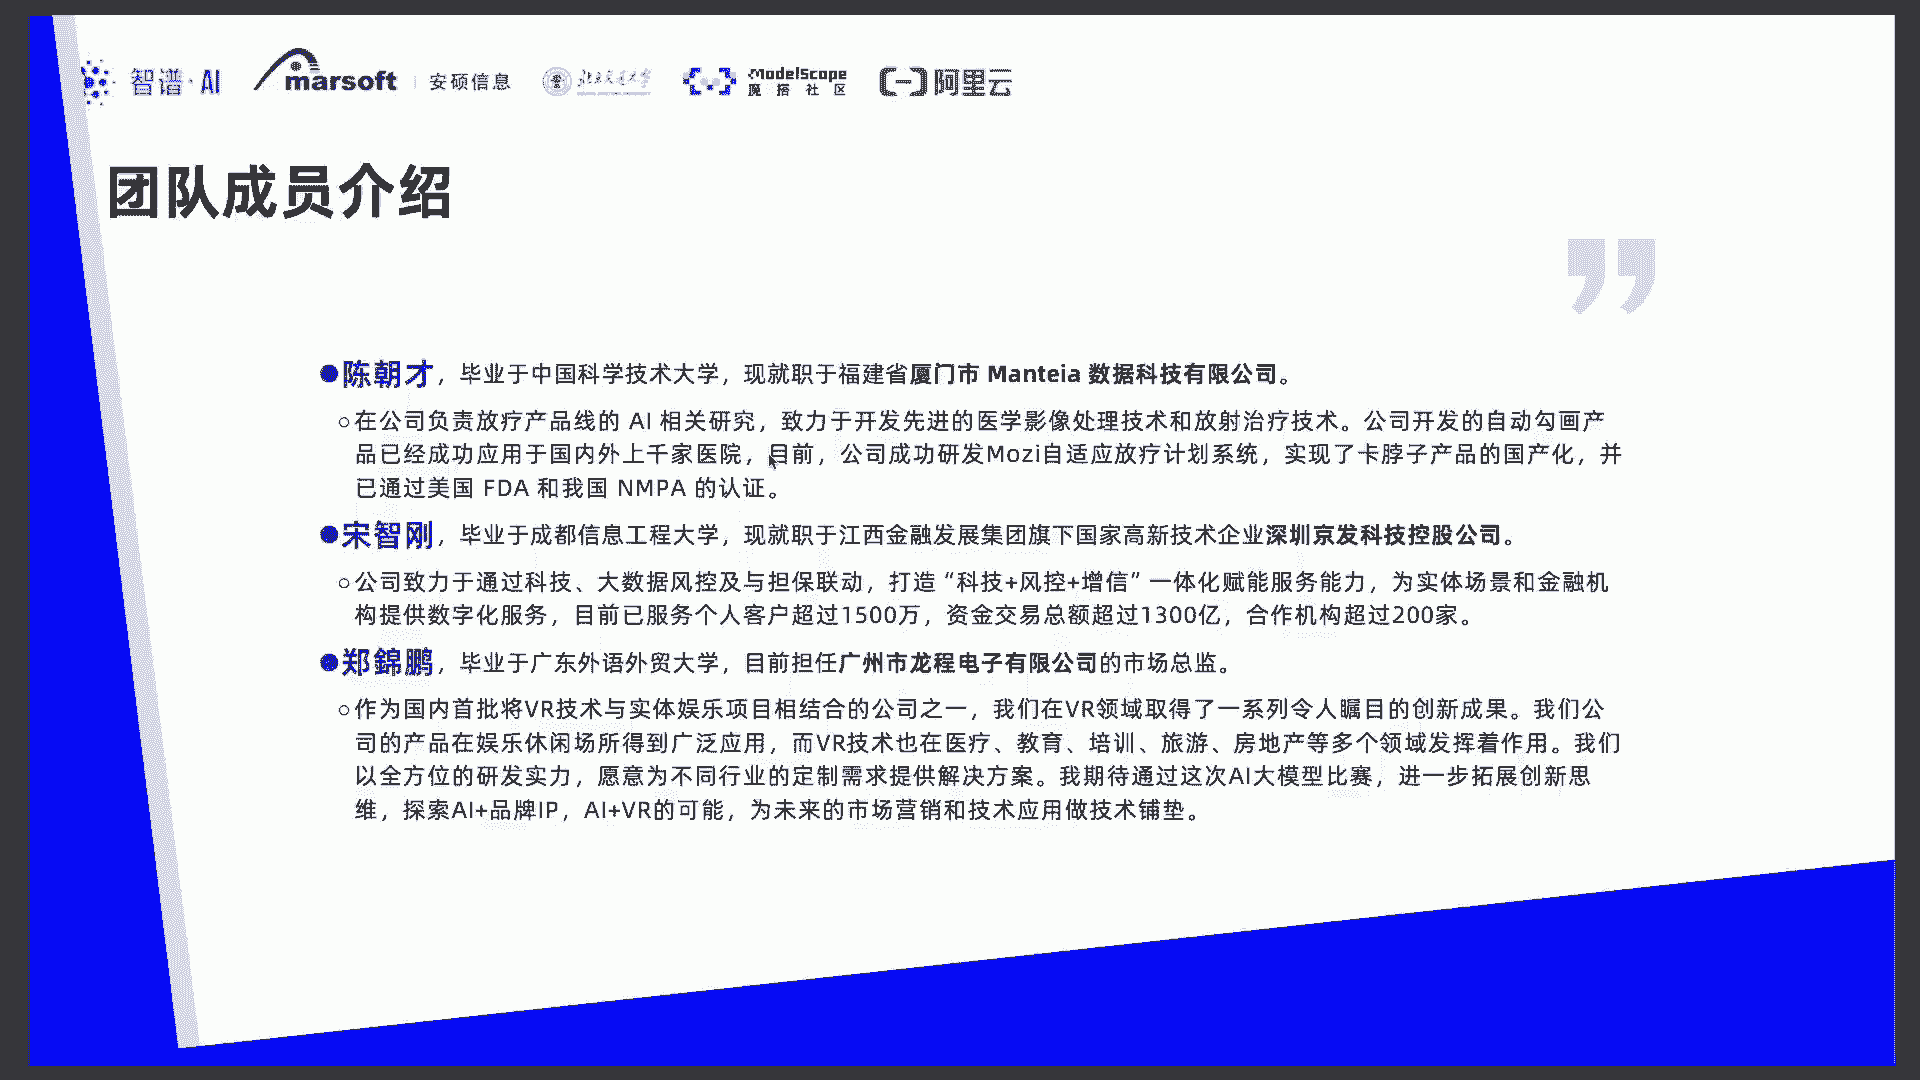 智谱·AI
marsoft 安硕信息
ModelScope
魔搭社区
阿里云
团队成员介绍
陈朝才，毕业于中国科学技术大学，现就职于福建省厦门市 Manteia 数据科技有限公司。
在公司负责放疗产品线的 AI 相关研究，致力于开发先进的医学影像处理技术和放射治疗技术。公司开发的自动勾画产
品已经成功应用于国内外上千家医院，目前，公司成功研发Mozi自适应放疗计划系统，实现了卡脖子产品的国产化，并
已通过美国 FDA 和我国 NMPA 的认证。
宋智刚，毕业于成都信息工程大学，现就职于江西金融发展集团旗下国家高新技术企业深圳京发科技控股公司。
公司致力于通过科技、大数据风控及与担保联动，打造“科技+风控+增信”一体化赋能服务能力，为实体场景和金融机
构提供数字化服务，目前已服务个人客户超过1500万，资金交易总额超过1300亿，合作机构超过200家。
郑錦鹏，毕业于广东外语外贸大学，目前担任广州市龙程电子有限公司的市场总监。
作为国内首批将VR技术与实体娱乐项目相结合的公司之一，我们在VR领域取得了一系列令人瞩目的创新成果。我们公
司的产品在娱乐休闲场所得到广泛应用，而VR技术也在医疗、教育、培训、旅游、房地产等多个领域发挥着作用。我们
以全方位的研发实力，愿意为不同行业的定制需求提供解决方案。我期待通过这次AI大模型比赛，进一步拓展创新思
维，探索AI+品牌IP，AI+VR的可能，为未来的市场营销和技术应用做技术铺垫。